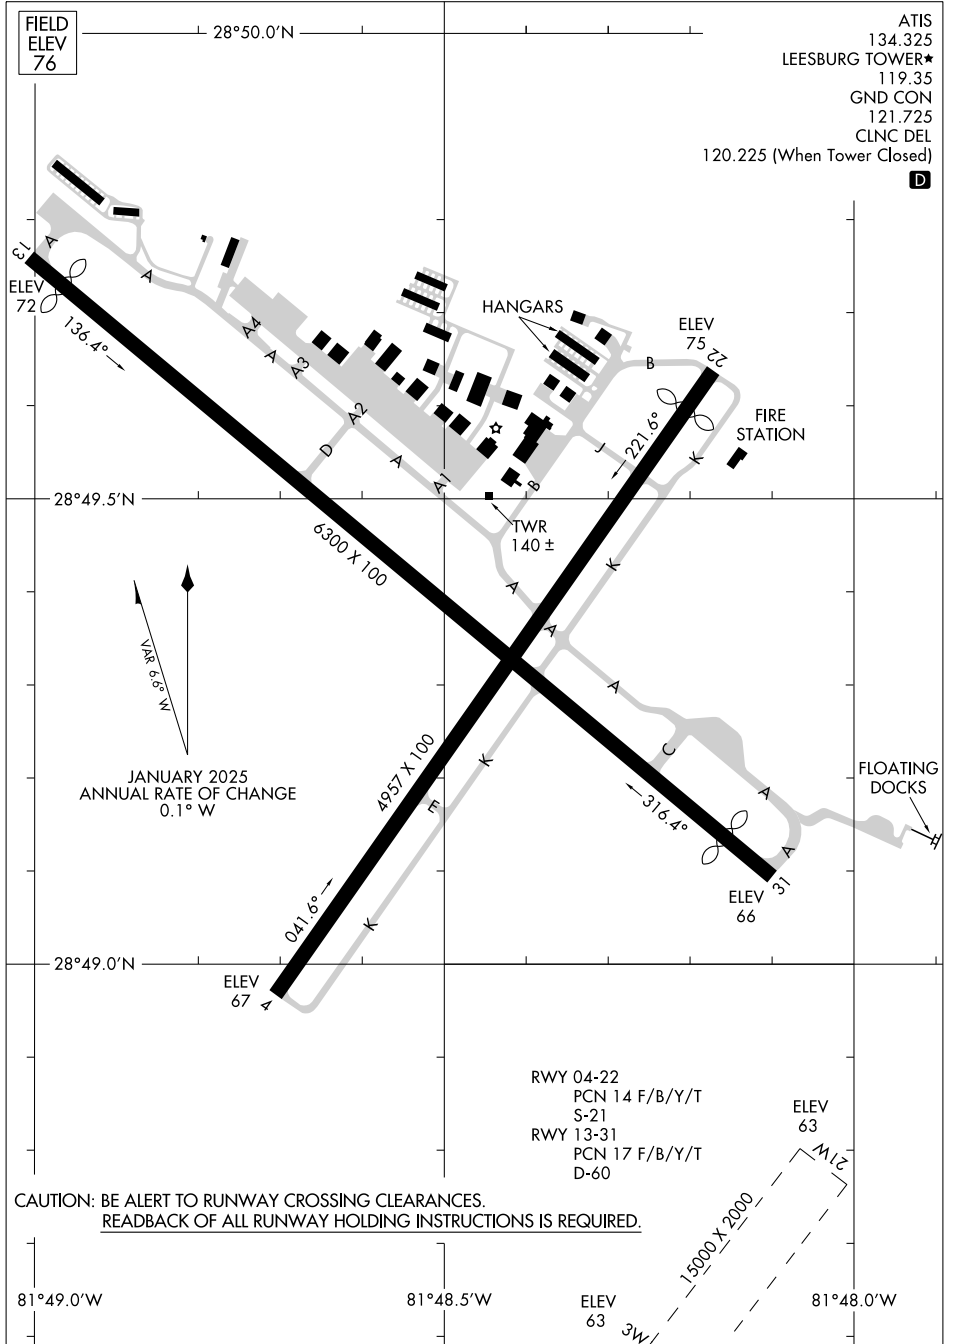 FIELD
ELEV
76
28°50.0'N
ATIS
134.325
LEESBURG TOWER★
119.35
GND CON
121.725
CLNC DEL
120.225 (When Tower Closed)
D
13
A
A
ELEV
72
136.4°
A4
A
A3
A2
D
A
A1
HANGARS
ELEV
75
22
B
FIRE
STATION
J
221.6°
K
B
28°49.5'N
TWR
140 ±
6300 X 100
K
A
A
A
VAR 6.6° W
JANUARY 2025
ANNUAL RATE OF CHANGE
0.1° W
4957 X 100
K
E
C
A
316.4°
FLOATING
DOCKS
A
31
ELEV
66
041.6°
K
28°49.0'N
ELEV
67
4
RWY 04-22
PCN 14 F/B/Y/T
S-21
RWY 13-31
PCN 17 F/B/Y/T
D-60
ELEV
63
21W
15000 X 2000
CAUTION: BE ALERT TO RUNWAY CROSSING CLEARANCES.
READBACK OF ALL RUNWAY HOLDING INSTRUCTIONS IS REQUIRED.
81°49.0'W
81°48.5'W
81°48.0'W
ELEV
63
3W